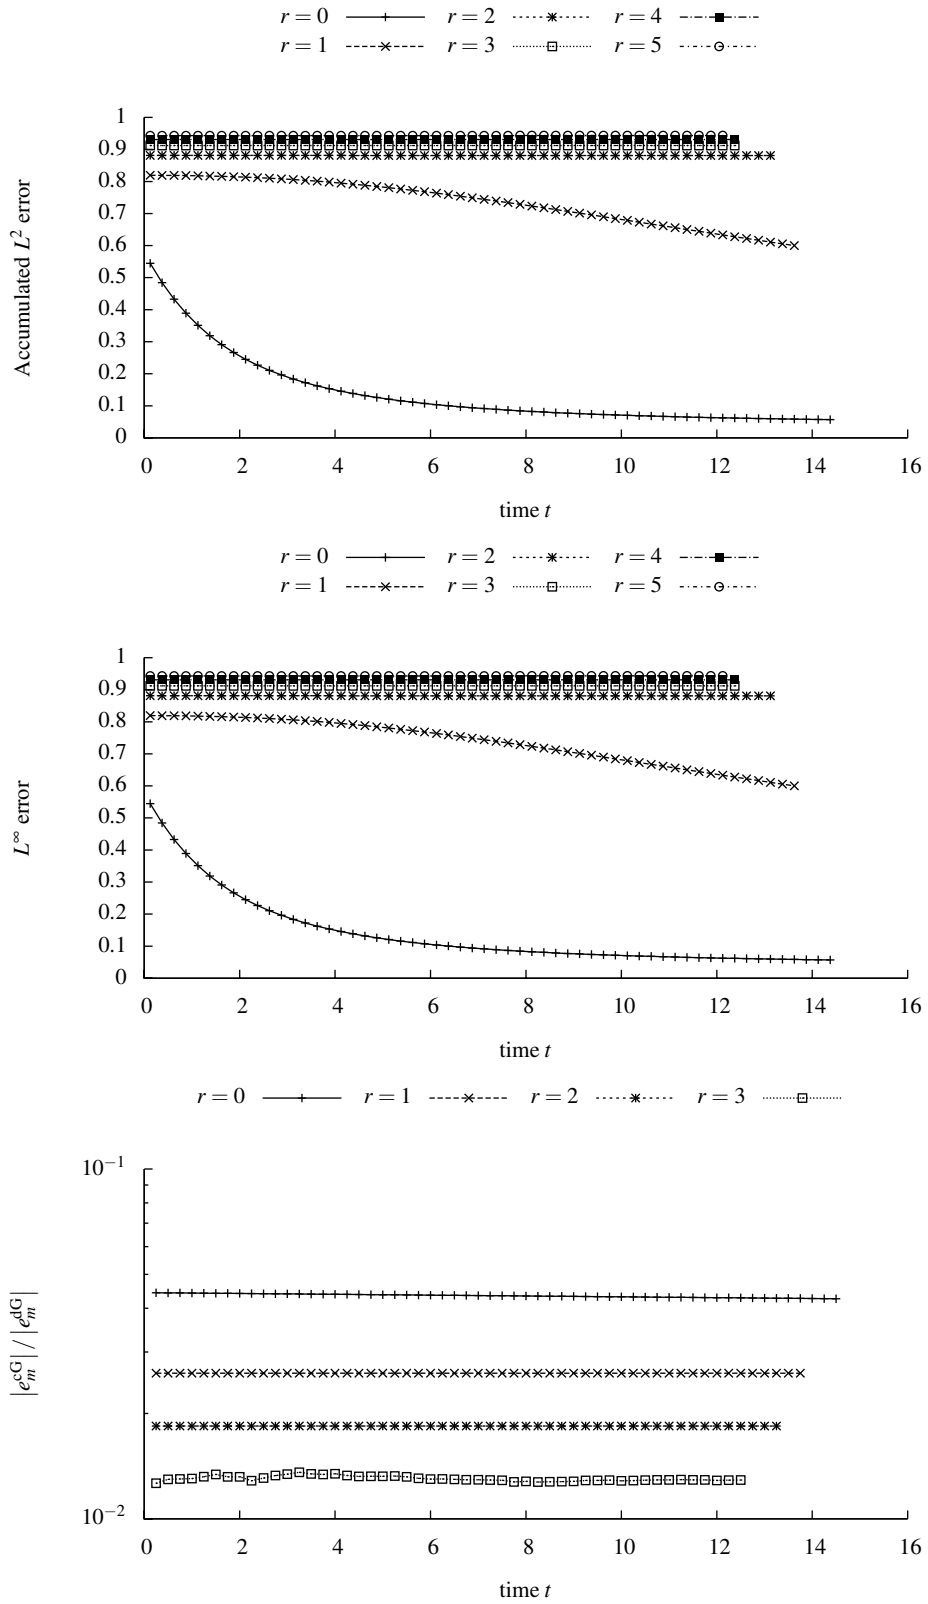 r = 0 r = 2 r = 4
r = 1 r = 3 r = 5
1
0.9
0.8
0.7
0.6
0.5
0.4
0.3
0.2
0.1
0
Accumulated L² error
0 2 4 6 8 10 12 14 16
time t
r = 0 r = 2 r = 4
r = 1 r = 3 r = 5
1
0.9
0.8
0.7
0.6
0.5
0.4
0.3
0.2
0.1
0
L^∞ error
0 2 4 6 8 10 12 14 16
time t
r = 0 r = 1 r = 2 r = 3
10⁻¹
10⁻²
|e_m^cG| / |e_m^dG|
0 2 4 6 8 10 12 14 16
time t